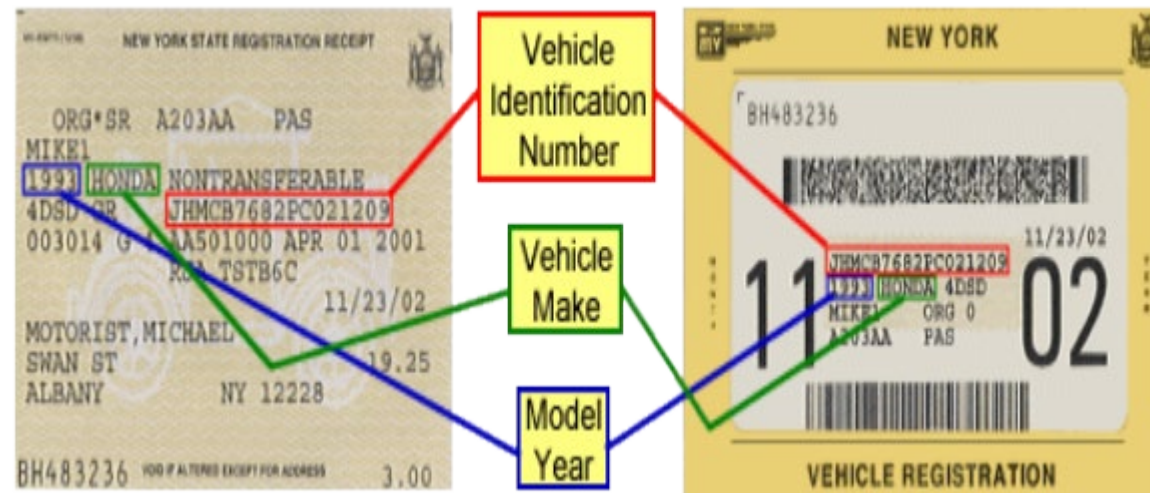 NEW YORK STATE REGISTRATION RECEIPT
ORG*SR A203AA PAS
MIKE1
1993 HONDA NONTRANSFERABLE
4DSD GR JHMCB7682PC021209
003014 G 4 AA501000 APR 01 2001
TSTB6C
11/23/02
MOTORIST,MICHAEL
SWAN ST 19.25
ALBANY NY 12228
BH483236 VOID IF ALTERED EXCEPT FOR ADDRESS 3.00
Vehicle
Identification
Number
Vehicle
Make
Model
Year
NEW YORK
BH483236
11/23/02
JHMCB7682PC021209
1993 HONDA 4DSD
MIKE1 ORG 0
A203AA PAS
11 02
VEHICLE REGISTRATION